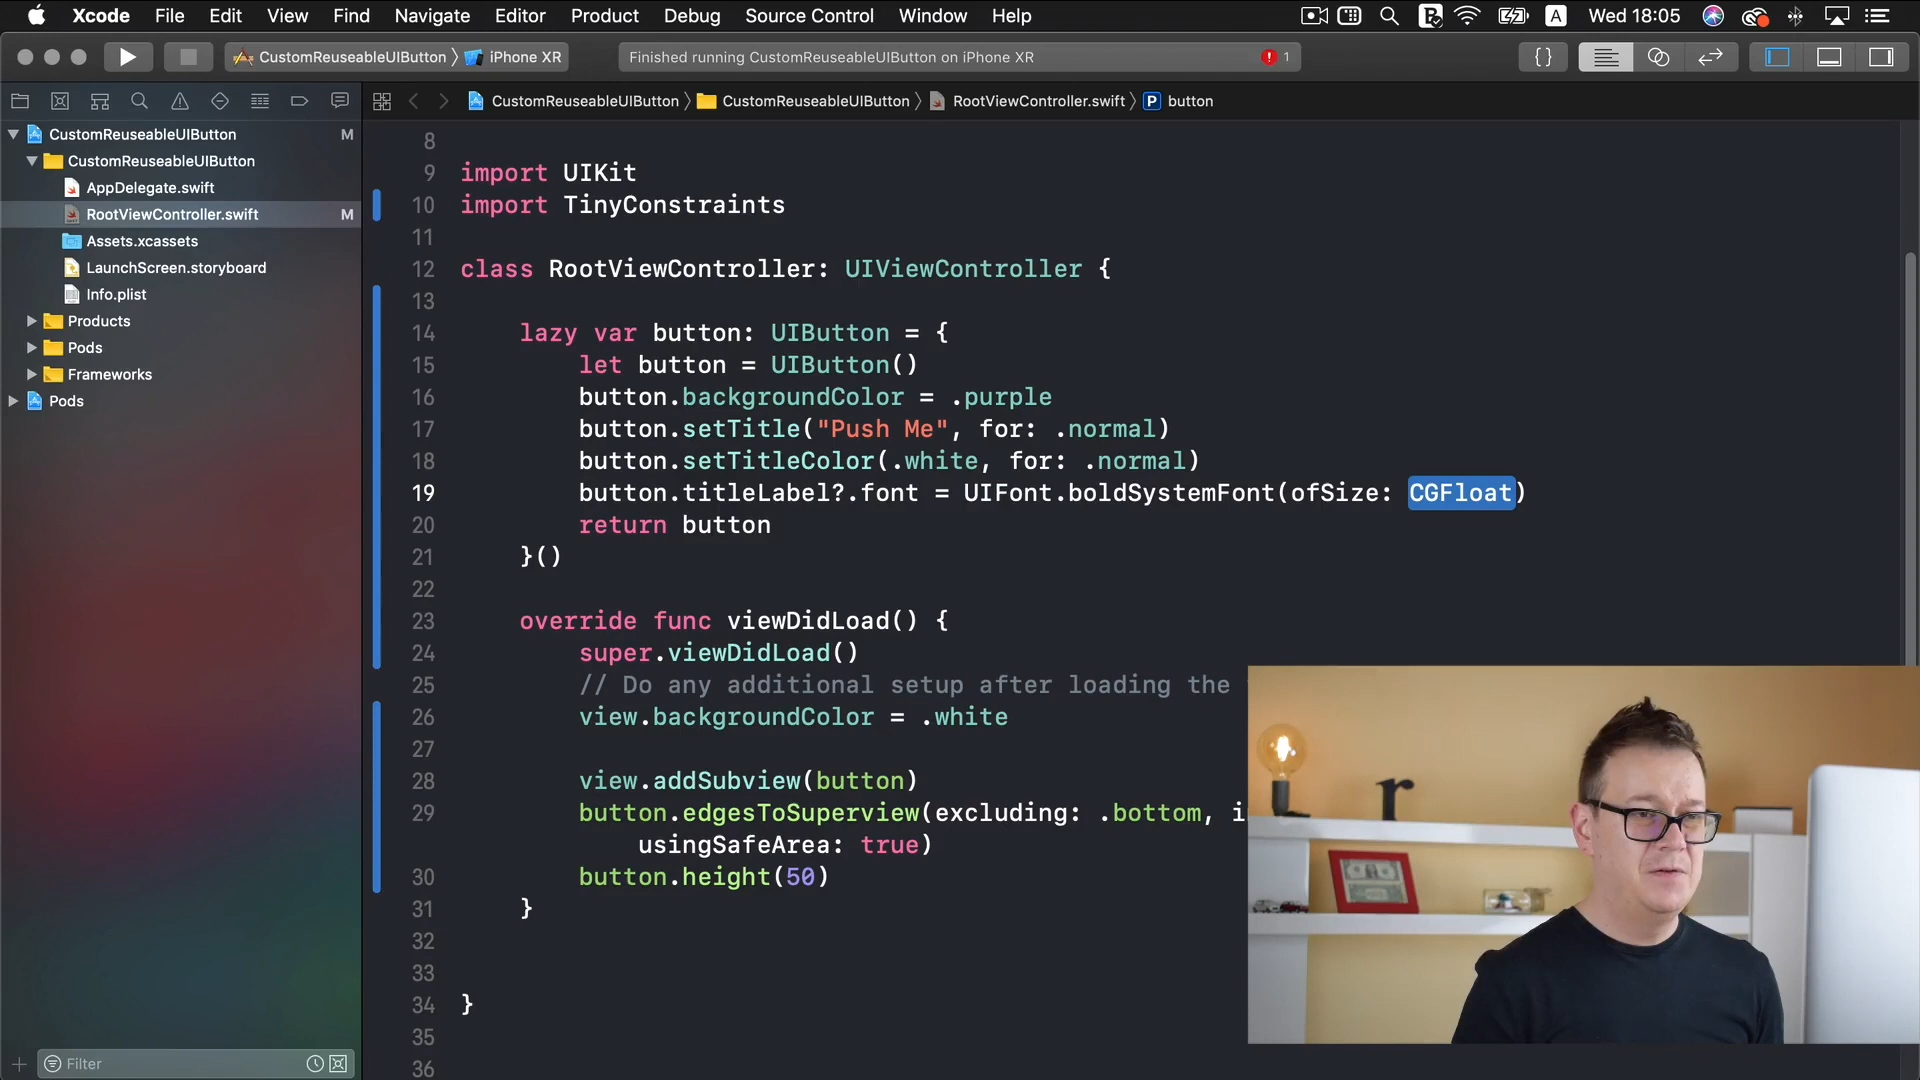 Xcode File Edit View Find Navigate Editor Product Debug Source Control Window Help A Wed 18:05
CustomReuseableUIButton iPhone XR Finished running CustomReuseableUIButton on iPhone XR 1 {}
CustomReuseableUIButton CustomReuseableUIButton RootViewController.swift P button
CustomReuseableUIButton M
CustomReuseableUIButton
AppDelegate.swift
RootViewController.swift M
Assets.xcassets
LaunchScreen.storyboard
Info.plist
Products
Pods
Frameworks
Pods
Filter
8
9 import UIKit
10 import TinyConstraints
11
12 class RootViewController: UIViewController {
13
14 lazy var button: UIButton = {
15 let button = UIButton()
16 button.backgroundColor = .purple
17 button.setTitle("Push Me", for: .normal)
18 button.setTitleColor(.white, for: .normal)
19 button.titleLabel?.font = UIFont.boldSystemFont(ofSize: CGFloat)
20 return button
21 }()
22
23 override func viewDidLoad() {
24 super.viewDidLoad()
25 // Do any additional setup after loading the
26 view.backgroundColor = .white
27
28 view.addSubview(button)
29 button.edgesToSuperview(excluding: .bottom,
usingSafeArea: true)
30 button.height(50)
31 }
32
33
34 }
35
36
r